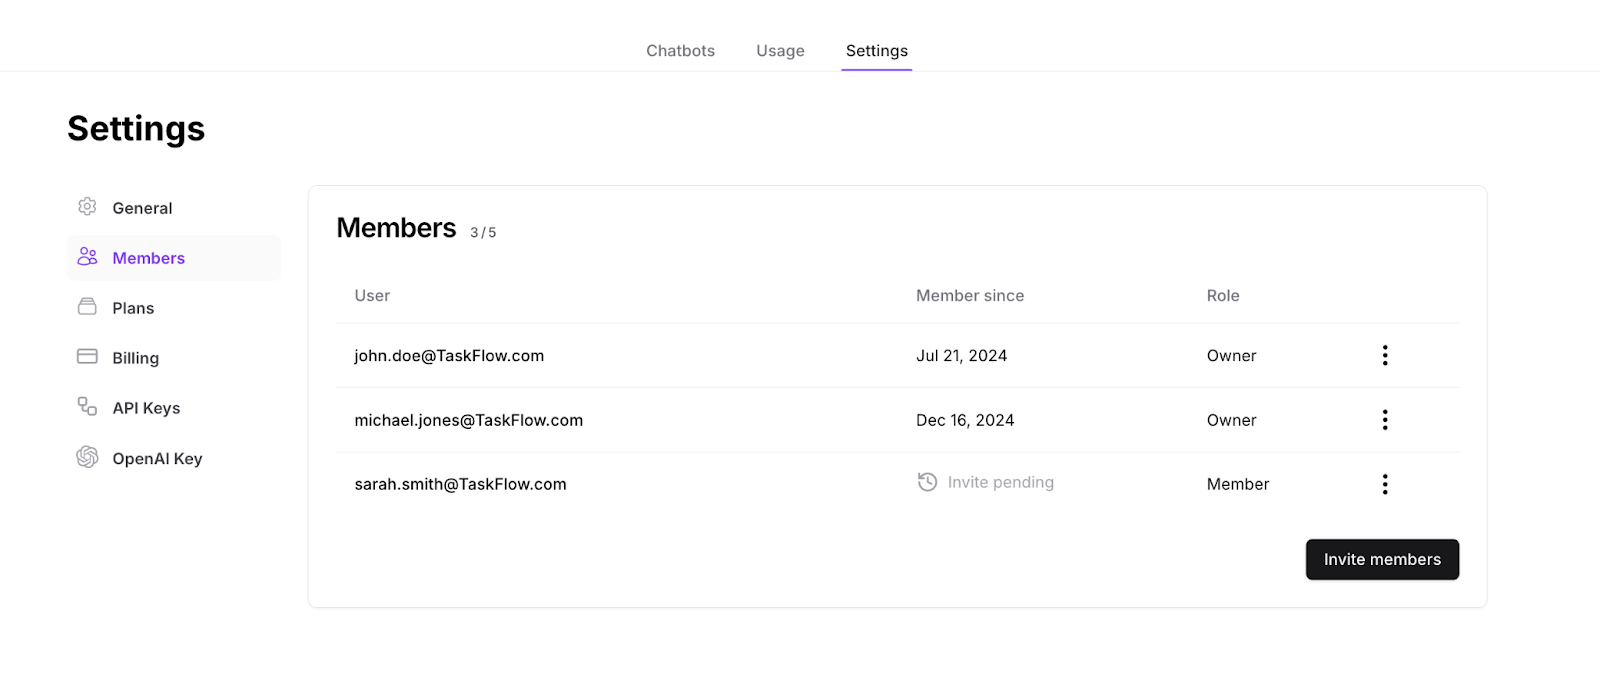 Chatbots Usage Settings
Settings
General
Members
Plans
Billing
API Keys
OpenAI Key
Members 3 / 5
User Member since Role
john.doe@TaskFlow.com Jul 21, 2024 Owner
michael.jones@TaskFlow.com Dec 16, 2024 Owner
sarah.smith@TaskFlow.com Invite pending Member
Invite members